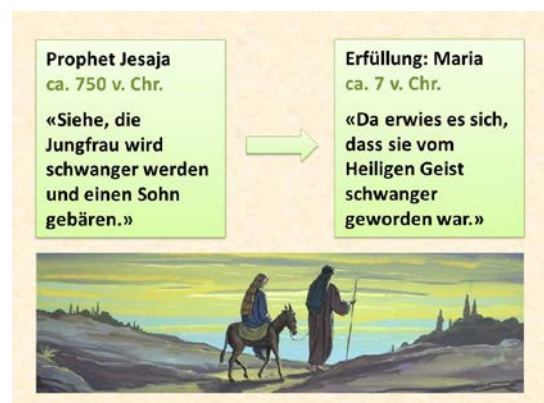 Prophet Jesaja
ca. 750 v. Chr.
«Siehe, die
Jungfrau wird
schwanger werden
und einen Sohn
gebären.»
Erfüllung: Maria
ca. 7 v. Chr.
«Da erwies es sich,
dass sie vom
Heiligen Geist
schwanger
geworden war.»